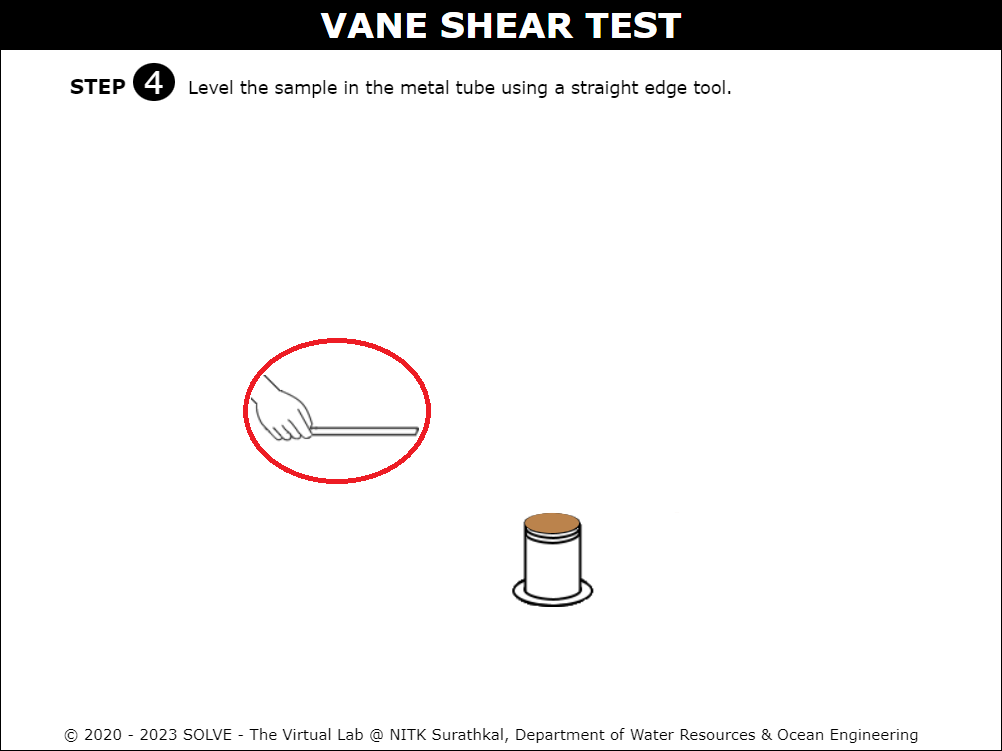 VANE SHEAR TEST
STEP 4 Level the sample in the metal tube using a straight edge tool.
© 2020 - 2023 SOLVE - The Virtual Lab @ NITK Surathkal, Department of Water Resources & Ocean Engineering